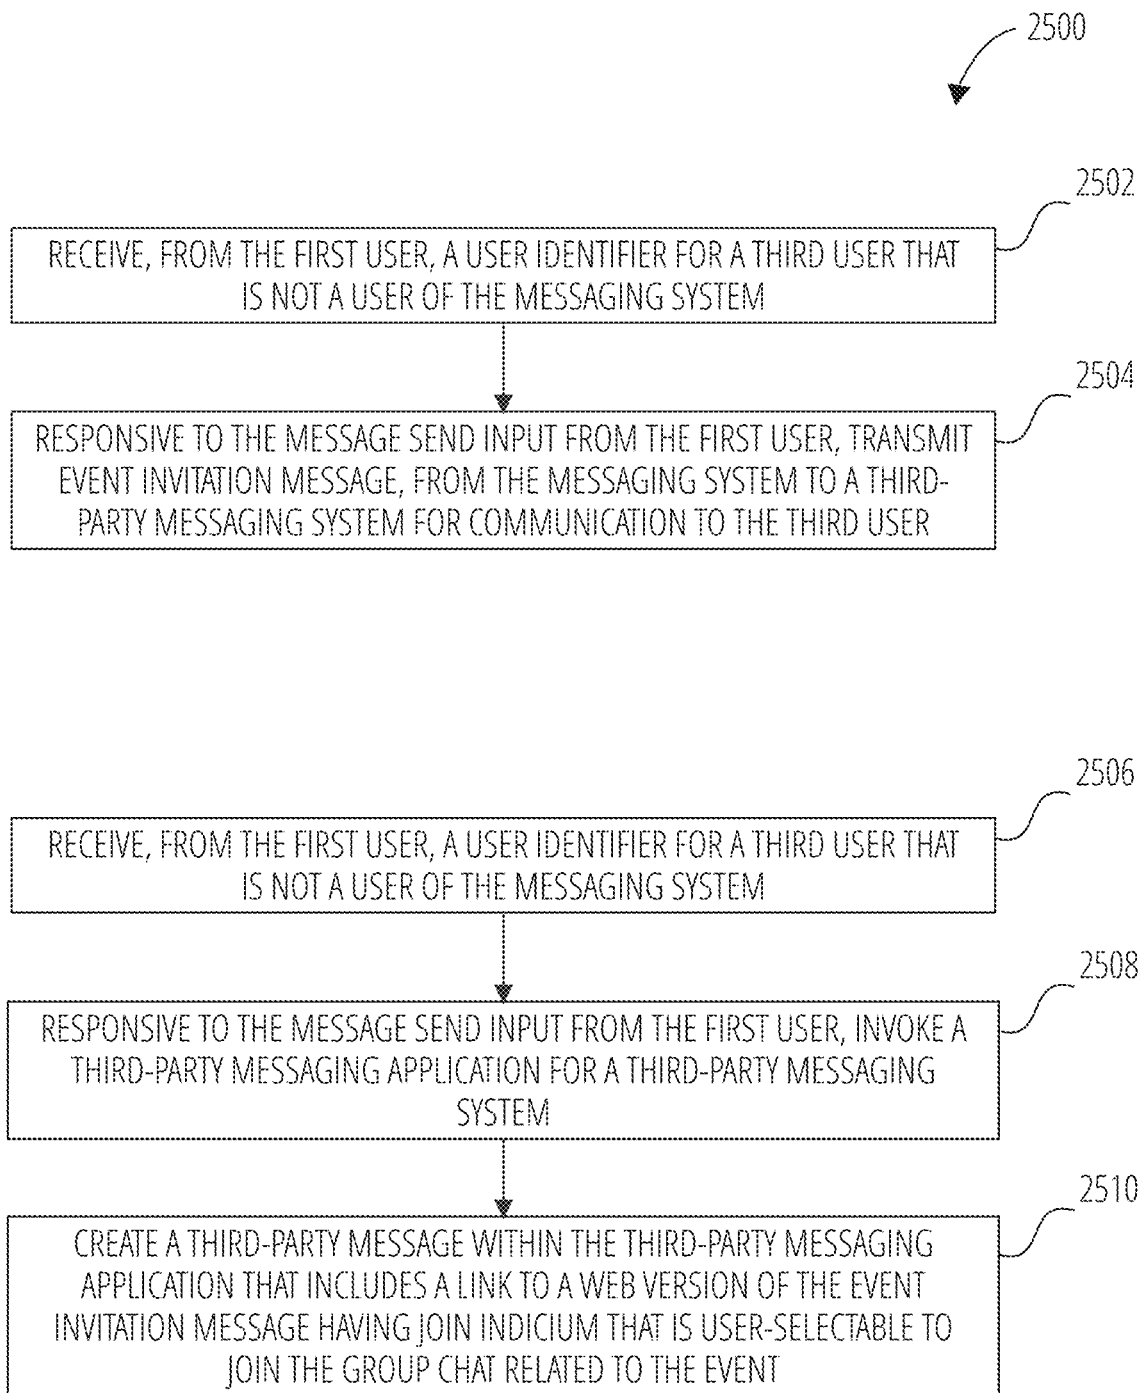 2500
2502
RECEIVE, FROM THE FIRST USER, A USER IDENTIFIER FOR A THIRD USER THAT
IS NOT A USER OF THE MESSAGING SYSTEM
2504
RESPONSIVE TO THE MESSAGE SEND INPUT FROM THE FIRST USER, TRANSMIT
EVENT INVITATION MESSAGE, FROM THE MESSAGING SYSTEM TO A THIRD-
PARTY MESSAGING SYSTEM FOR COMMUNICATION TO THE THIRD USER
2506
RECEIVE, FROM THE FIRST USER, A USER IDENTIFIER FOR A THIRD USER THAT
IS NOT A USER OF THE MESSAGING SYSTEM
2508
RESPONSIVE TO THE MESSAGE SEND INPUT FROM THE FIRST USER, INVOKE A
THIRD-PARTY MESSAGING APPLICATION FOR A THIRD-PARTY MESSAGING
SYSTEM
2510
CREATE A THIRD-PARTY MESSAGE WITHIN THE THIRD-PARTY MESSAGING
APPLICATION THAT INCLUDES A LINK TO A WEB VERSION OF THE EVENT
INVITATION MESSAGE HAVING JOIN INDICIUM THAT IS USER-SELECTABLE TO
JOIN THE GROUP CHAT RELATED TO THE EVENT